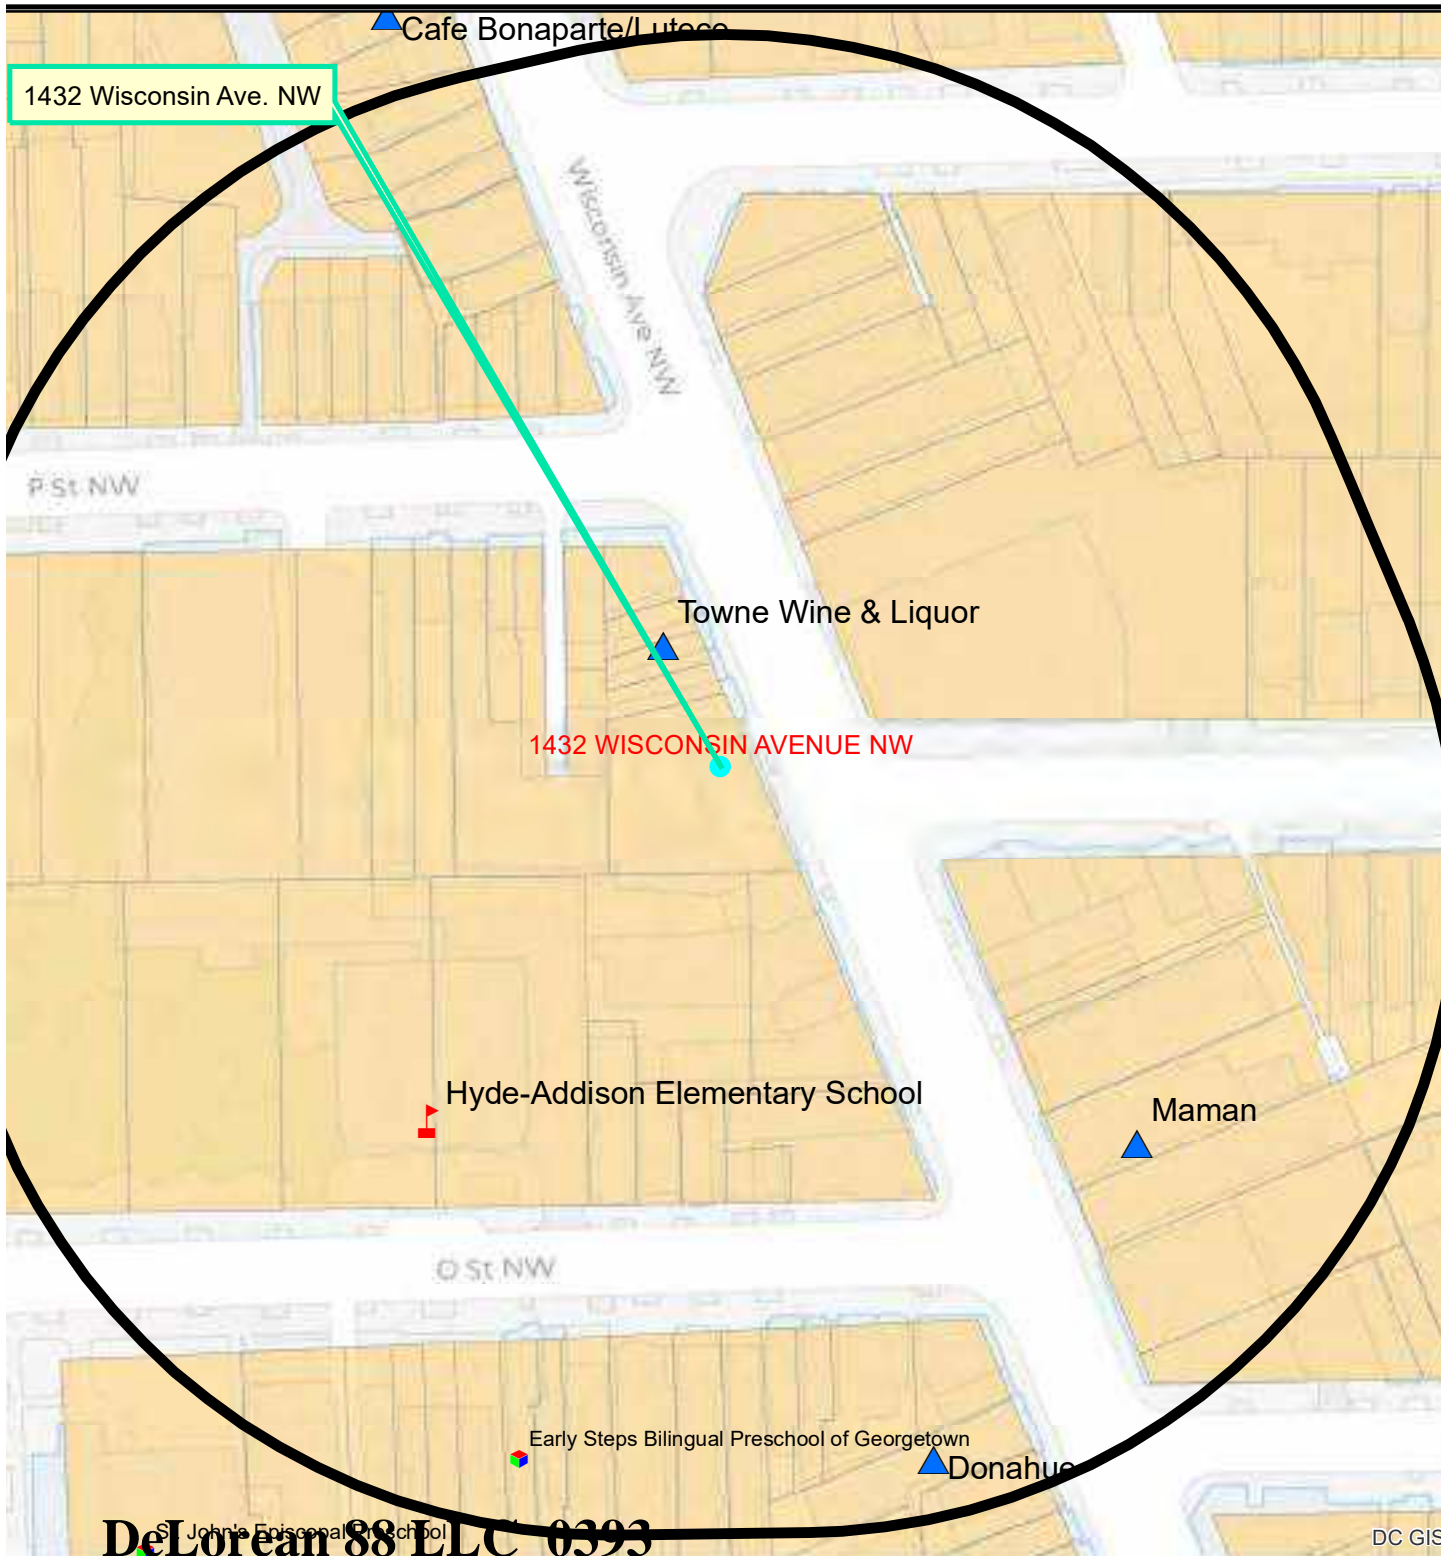 Cafe Bonaparte/Lutece
1432 Wisconsin Ave. NW
Wisconsin Ave NW
P St NW
Towne Wine & Liquor
1432 WISCONSIN AVENUE NW
Hyde-Addison Elementary School
Maman
O St NW
Early Steps Bilingual Preschool of Georgetown
Donahue
St. John's Episcopal Preschool
DeLorean 88 LLC 0393
DC GIS